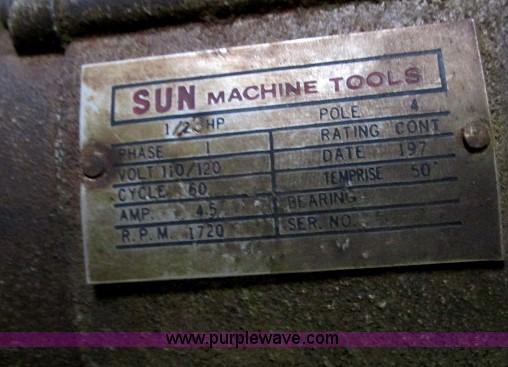 SUN MACHINE TOOLS
1/2 HP POLE 4
PHASE 1 RATING CONT
VOLT 110/120 DATE 197
CYCLE 60 TEMPRISE 50°
AMP. 4.5 BEARING
R.P.M. 1720 SER. NO.
www.purplewave.com